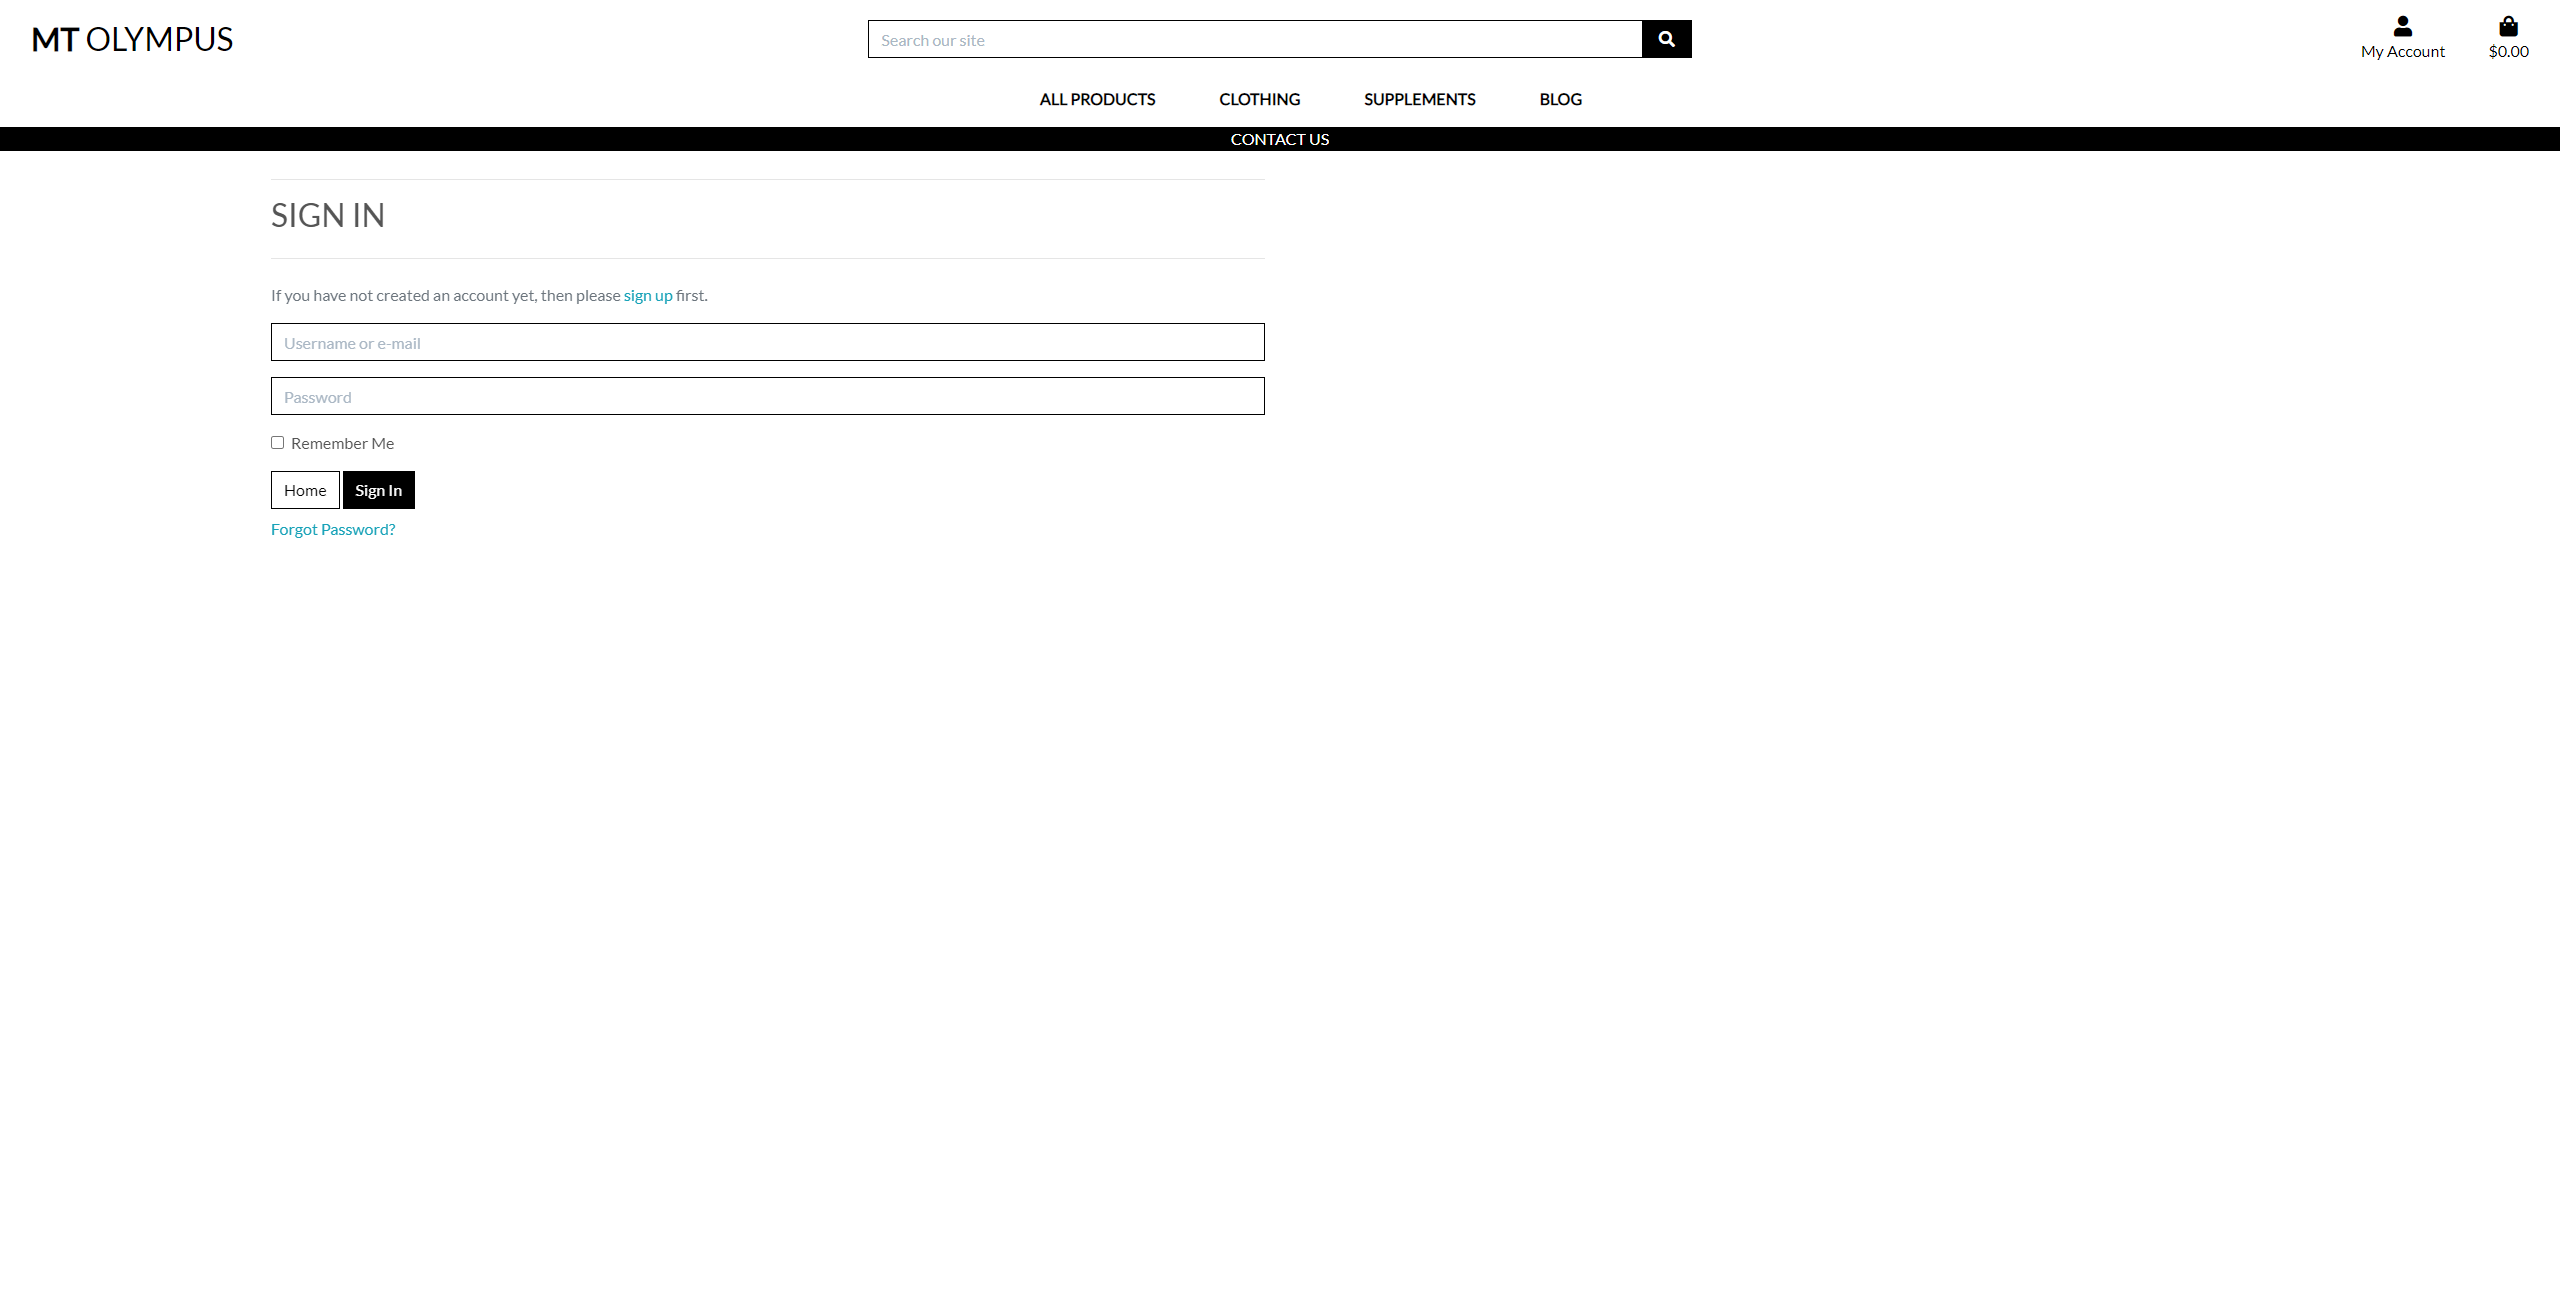 MT OLYMPUS
Search our site
My Account
$0.00
ALL PRODUCTS
CLOTHING
SUPPLEMENTS
BLOG
CONTACT US
SIGN IN
If you have not created an account yet, then please sign up first.
Username or e-mail
Password
Remember Me
Home
Sign In
Forgot Password?